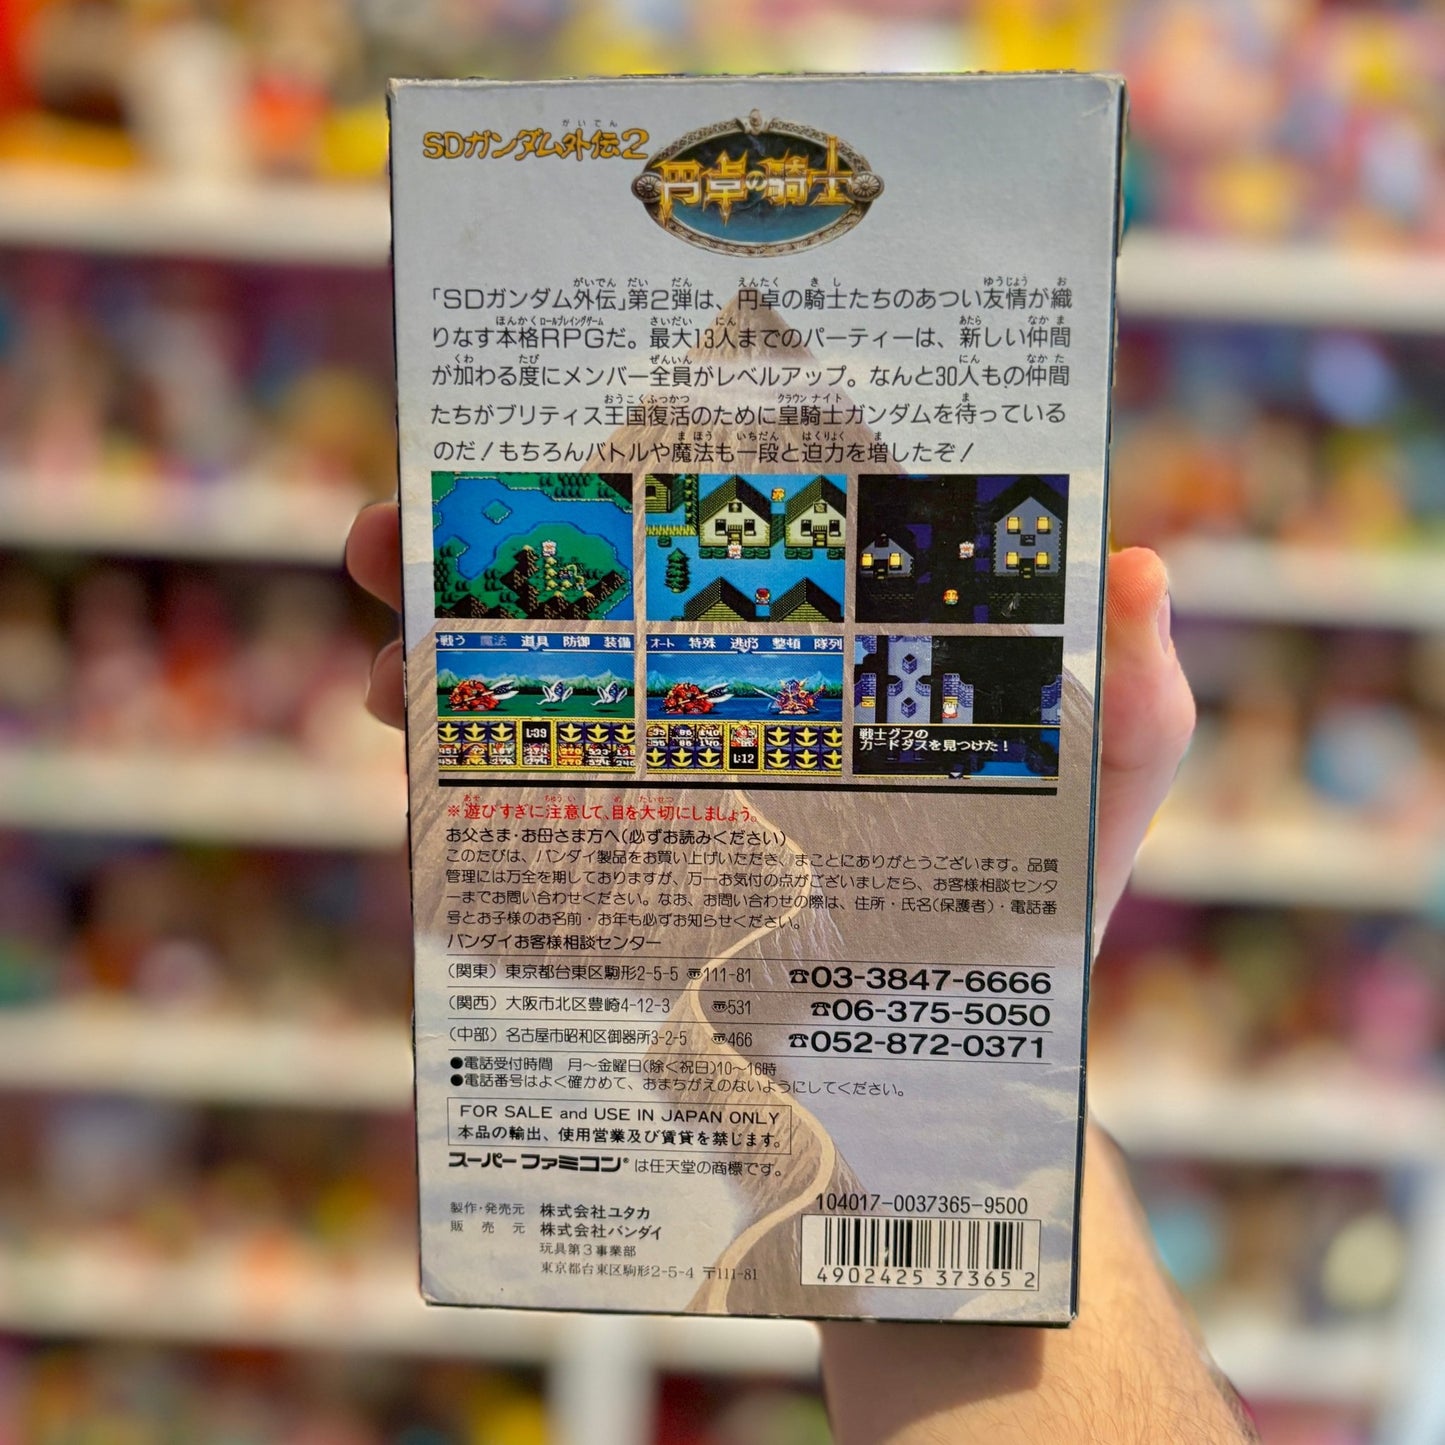 SDガンダム外伝2
がいでん
円卓の騎士
「SDガンダム外伝」第2弾は、円卓の騎士たちのあつい友情が織
りなす本格RPGだ。最大13人までのパーティーは、新しい仲間
が加わる度にメンバー全員がレベルアップ。なんと30人もの仲間
たちがブリティス王国復活のために皇騎士ガンダムを待っている
のだ!もちろんバトルや魔法も一段と迫力を増したぞ!
戦う 魔法 道具 防御 装備
オート 特殊 逃げる 整頓 隊列
L:39
L:12
戦士グフの
カードダスを見つけた!
※遊びすぎに注意して、目を大切にしましょう。
お父さま・お母さま方へ(必ずお読みください)
このたびは、バンダイ製品をお買い上げいただき、まことにありがとうございます。品質
管理には万全を期しておりますが、万一お気付の点がございましたら、お客様相談センタ
ーまでお問い合わせください。なお、お問い合わせの際は、住所・氏名(保護者)・電話番
号とお子様のお名前・お年も必ずお知らせください。
バンダイお客様相談センター
(関東) 東京都台東区駒形2-5-5 〠111-81 ☎03-3847-6666
(関西) 大阪市北区豊崎4-12-3 〠531 ☎06-375-5050
(中部) 名古屋市昭和区御器所3-2-5 〠466 ☎052-872-0371
●電話受付時間 月~金曜日(除く祝日)10~16時
●電話番号はよく確かめて、おまちがえのないようにしてください。
FOR SALE and USE IN JAPAN ONLY
本品の輸出、使用営業及び賃貸を禁じます。
スーパーファミコン®は任天堂の商標です。
製作・発売元 株式会社ユタカ
販売元 株式会社バンダイ
玩具第3事業部
東京都台東区駒形2-5-4 〒111-81
104017-0037365-9500
4902425 373652